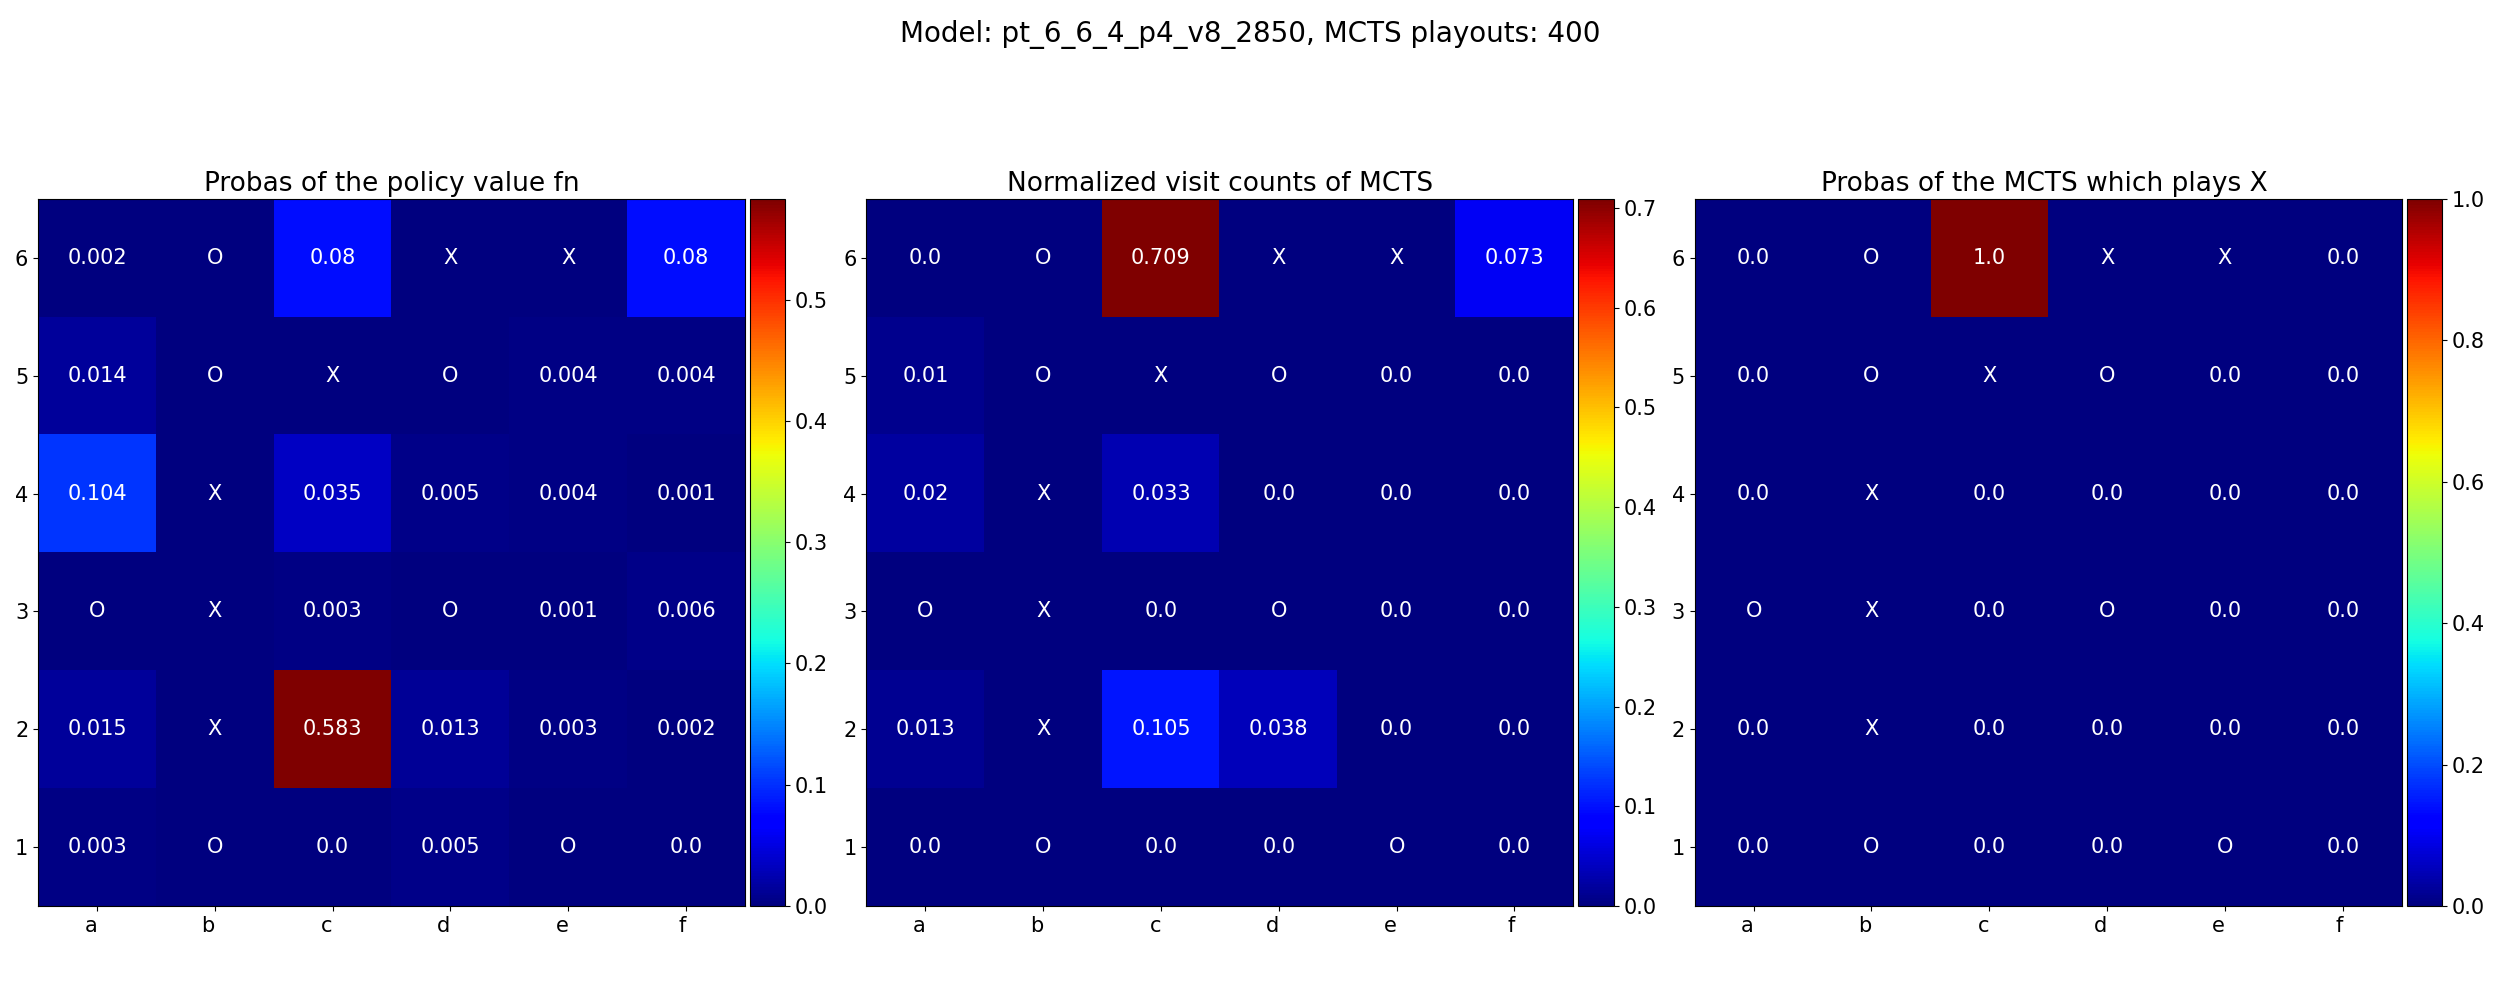 Model: pt_6_6_4_p4_v8_2850, MCTS playouts: 400
Probas of the policy value fn
6 0.002 O 0.08 X X 0.08
5 0.014 O X O 0.004 0.004
4 0.104 X 0.035 0.005 0.004 0.001
3 O X 0.003 O 0.001 0.006
2 0.015 X 0.583 0.013 0.003 0.002
1 0.003 O 0.0 0.005 O 0.0
a b c d e f
0.5
0.4
0.3
0.2
0.1
0.0
Normalized visit counts of MCTS
6 0.0 O 0.709 X X 0.073
5 0.01 O X O 0.0 0.0
4 0.02 X 0.033 0.0 0.0 0.0
3 O X 0.0 O 0.0 0.0
2 0.013 X 0.105 0.038 0.0 0.0
1 0.0 O 0.0 0.0 O 0.0
a b c d e f
0.7
0.6
0.5
0.4
0.3
0.2
0.1
0.0
Probas of the MCTS which plays X
6 0.0 O 1.0 X X 0.0
5 0.0 O X O 0.0 0.0
4 0.0 X 0.0 0.0 0.0 0.0
3 O X 0.0 O 0.0 0.0
2 0.0 X 0.0 0.0 0.0 0.0
1 0.0 O 0.0 0.0 O 0.0
a b c d e f
1.0
0.8
0.6
0.4
0.2
0.0